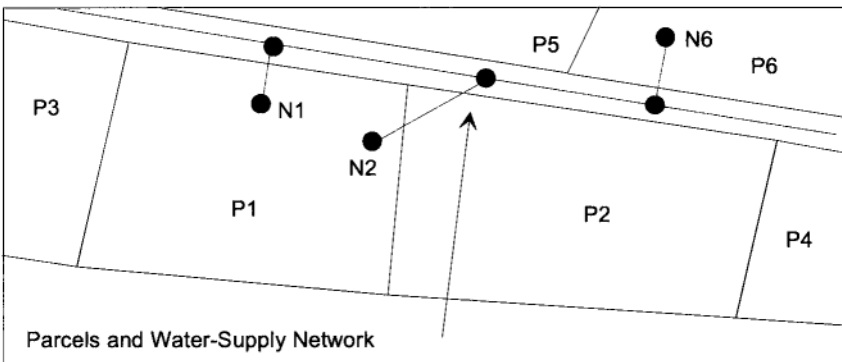 P5
N6
P6
P3
N1
N2
P1
P2
P4
Parcels and Water-Supply Network